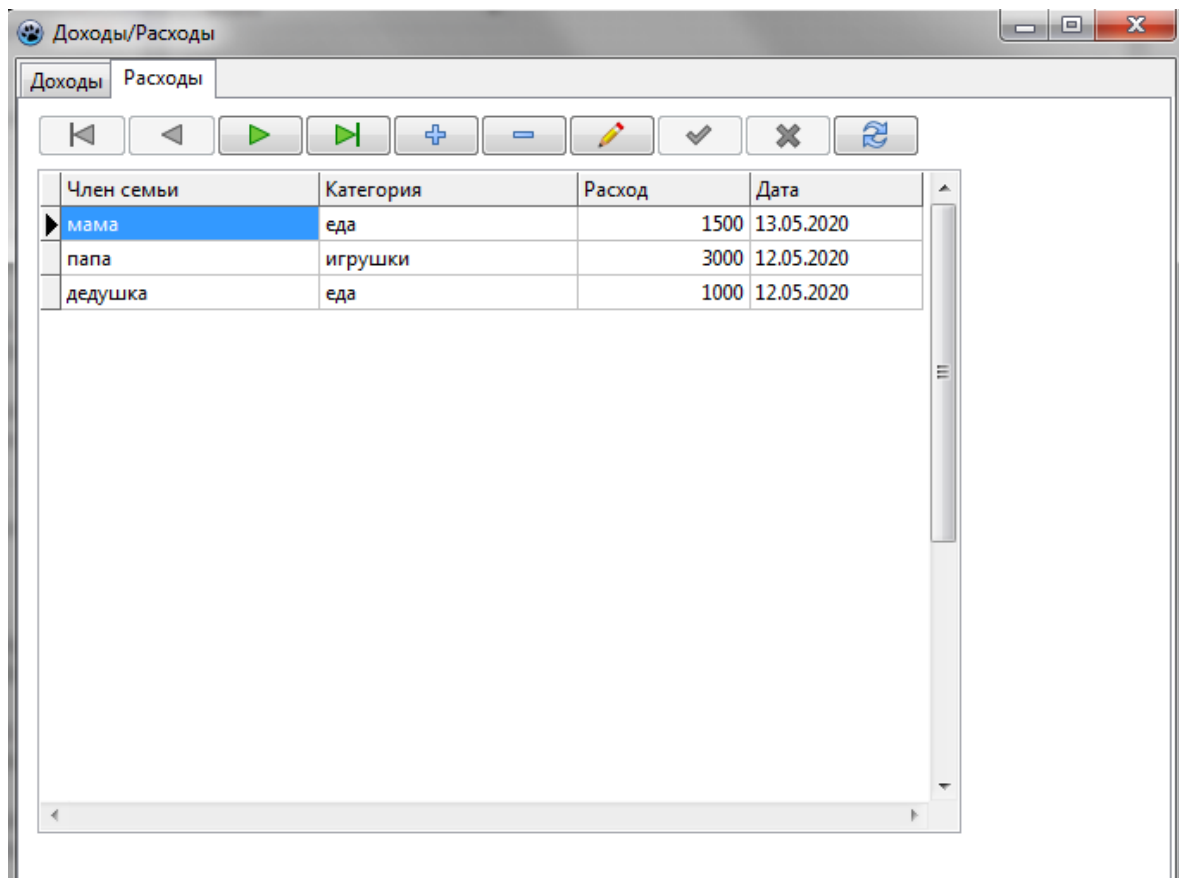 Доходы/Расходы
Доходы Расходы
Член семьи Категория Расход Дата
мама еда 1500 13.05.2020
папа игрушки 3000 12.05.2020
дедушка еда 1000 12.05.2020